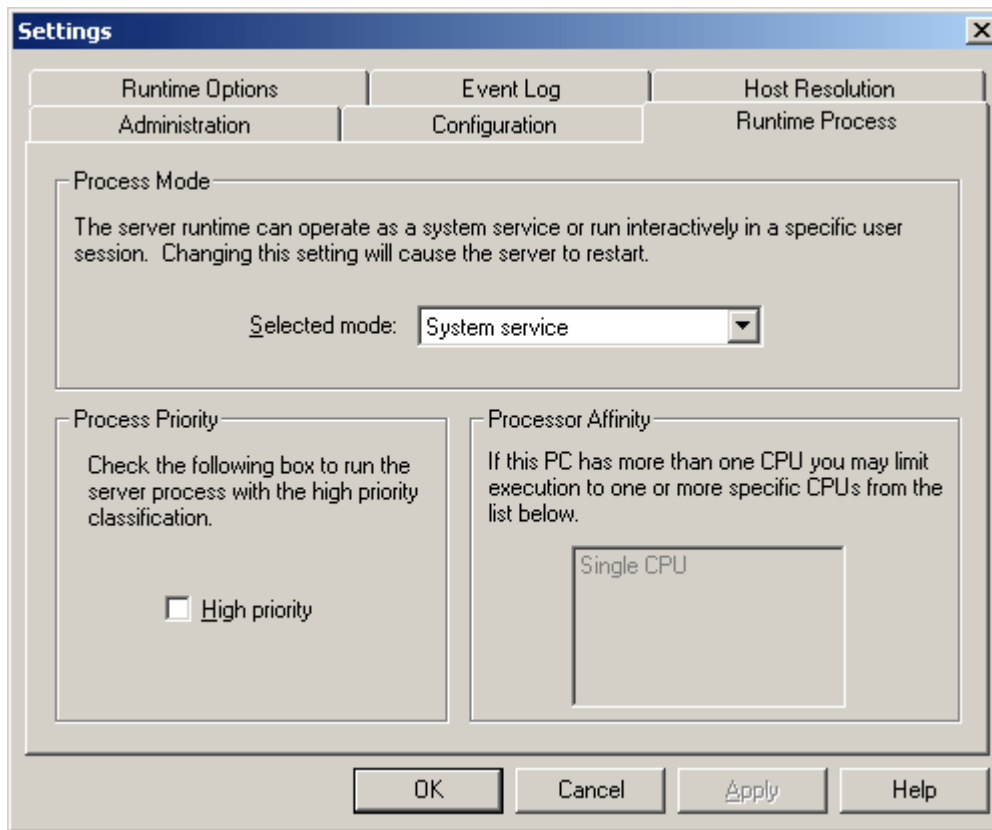 Settings
Runtime Options
Event Log
Host Resolution
Administration
Configuration
Runtime Process
Process Mode
The server runtime can operate as a system service or run interactively in a specific user
session.  Changing this setting will cause the server to restart.
Selected mode:
System service
Process Priority
Check the following box to run the
server process with the high priority
classification.
High priority
Processor Affinity
If this PC has more than one CPU you may limit
execution to one or more specific CPUs from the
list below.
Single CPU
OK
Cancel
Apply
Help